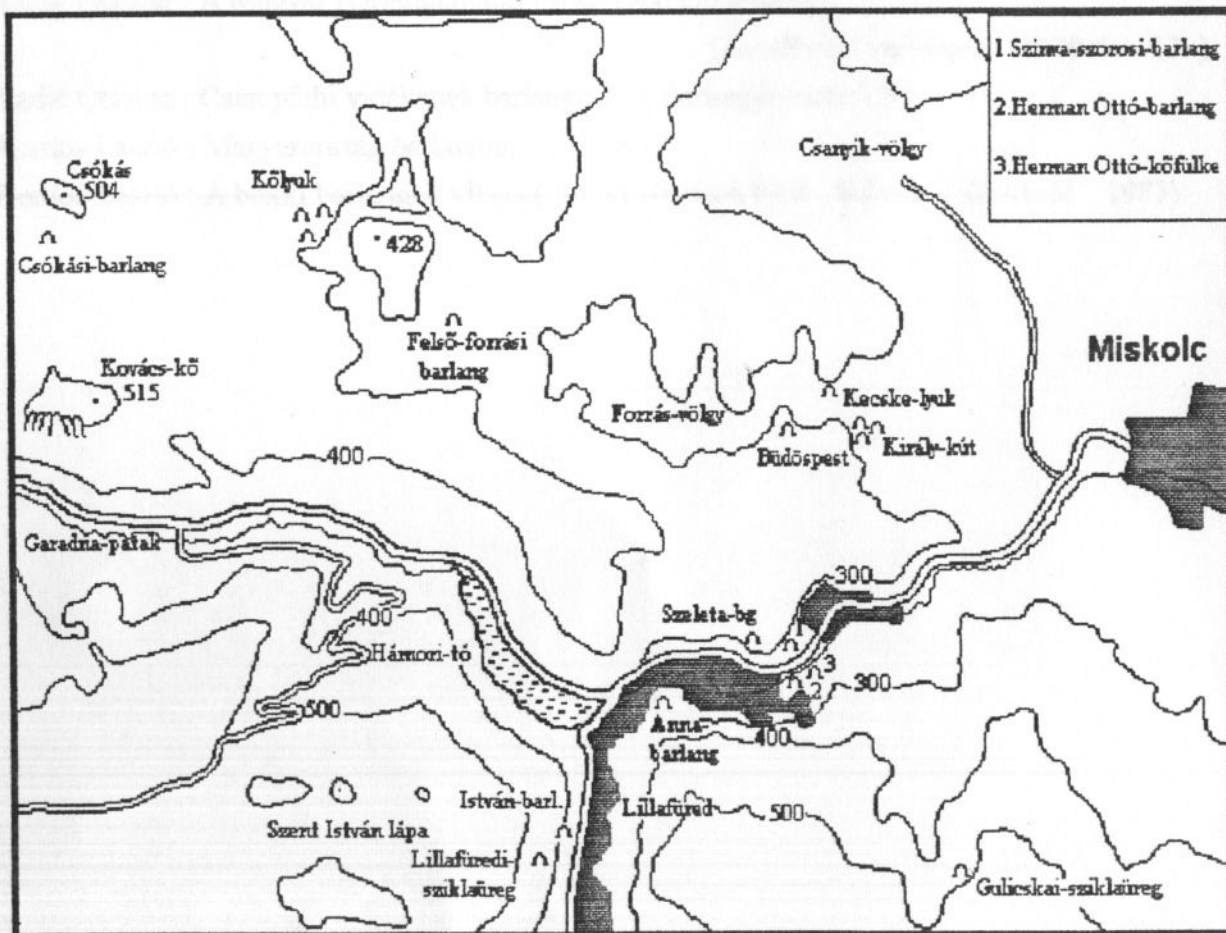 1.Szinva-szorosi-barlang
2.Herman Ottó-barlang
3.Herman Ottó-kőfülke
Csanyik-völgy
Csókás
504
Kőlyuk
428
Csókási-barlang
Felső-forrási
barlang
Miskolc
Kovács-kő
515
Kecske-lyuk
Forrás-völgy
Büdöspest
Király-kút
400
Garadna-patak
300
Szeleta-bg
400
1
Hámori-tó
3
2
300
500
Anna-
barlang
400
István-barl.
Lillafüred
500
Szent István lápa
Lillafüredi-
sziklaüreg
Gulicskai-sziklaüreg